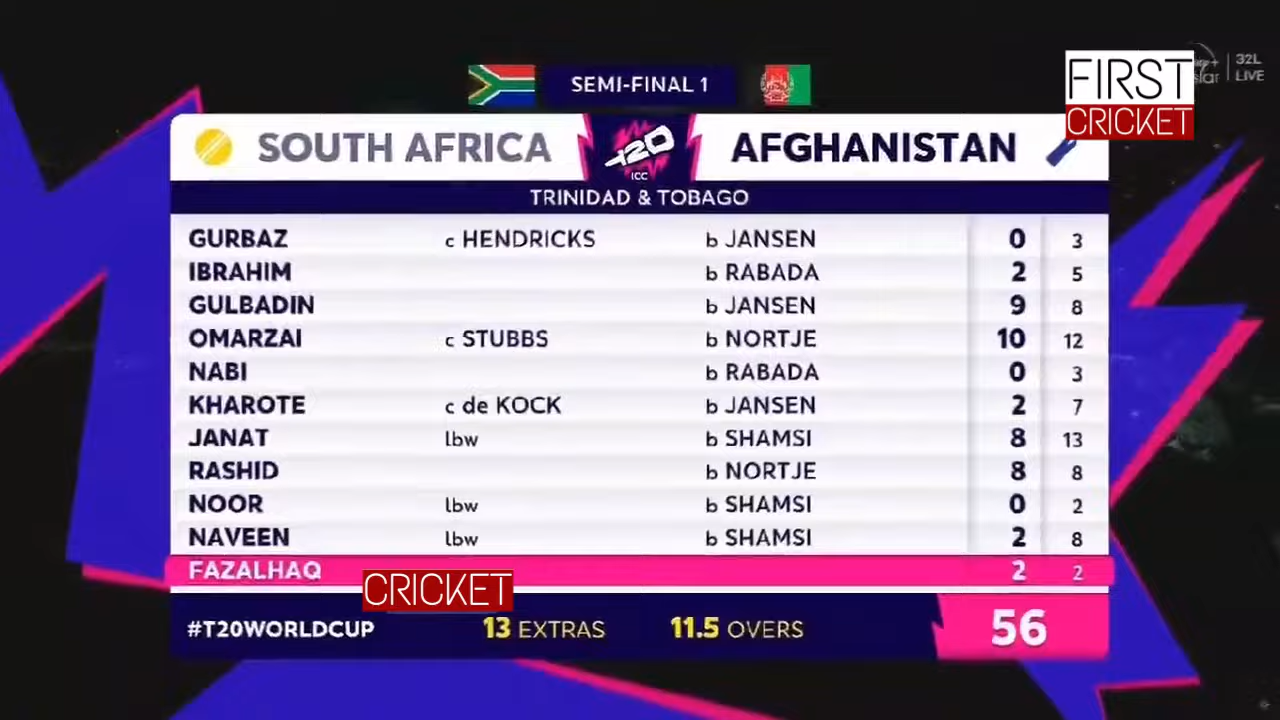 SEMI-FINAL 1
FIRST
CRICKET
32L
LIVE
SOUTH AFRICA T20 AFGHANISTAN
ICC
TRINIDAD & TOBAGO
GURBAZ c HENDRICKS b JANSEN 0 3
IBRAHIM b RABADA 2 5
GULBADIN b JANSEN 9 8
OMARZAI c STUBBS b NORTJE 10 12
NABI b RABADA 0 3
KHAROTE c de KOCK b JANSEN 2 7
JANAT lbw b SHAMSI 8 13
RASHID b NORTJE 8 8
NOOR lbw b SHAMSI 0 2
NAVEEN lbw b SHAMSI 2 8
FAZALHAQ 2 2
CRICKET
#T20WORLDCUP 13 EXTRAS 11.5 OVERS 56